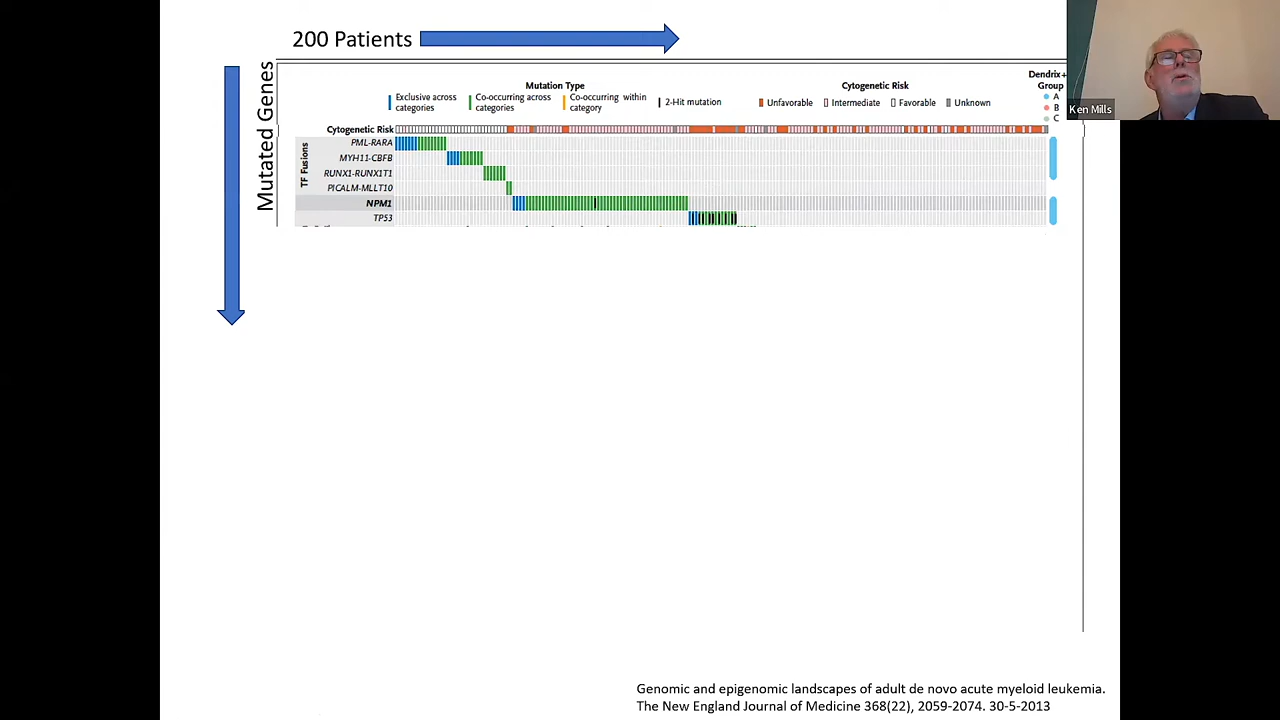 200 Patients
Mutated Genes
Mutation Type
Exclusive across categories
Co-occurring across categories
Co-occurring within category
2-Hit mutation
Cytogenetic Risk
Unfavorable
Intermediate
Favorable
Unknown
Dendrix+ Group
A
B
C
Ken Mills
Cytogenetic Risk
TF Fusions
PML-RARA
MYH11-CBFB
RUNX1-RUNX1T1
PICALM-MLLT10
NPM1
TP53
Genomic and epigenomic landscapes of adult de novo acute myeloid leukemia.
The New England Journal of Medicine 368(22), 2059-2074. 30-5-2013